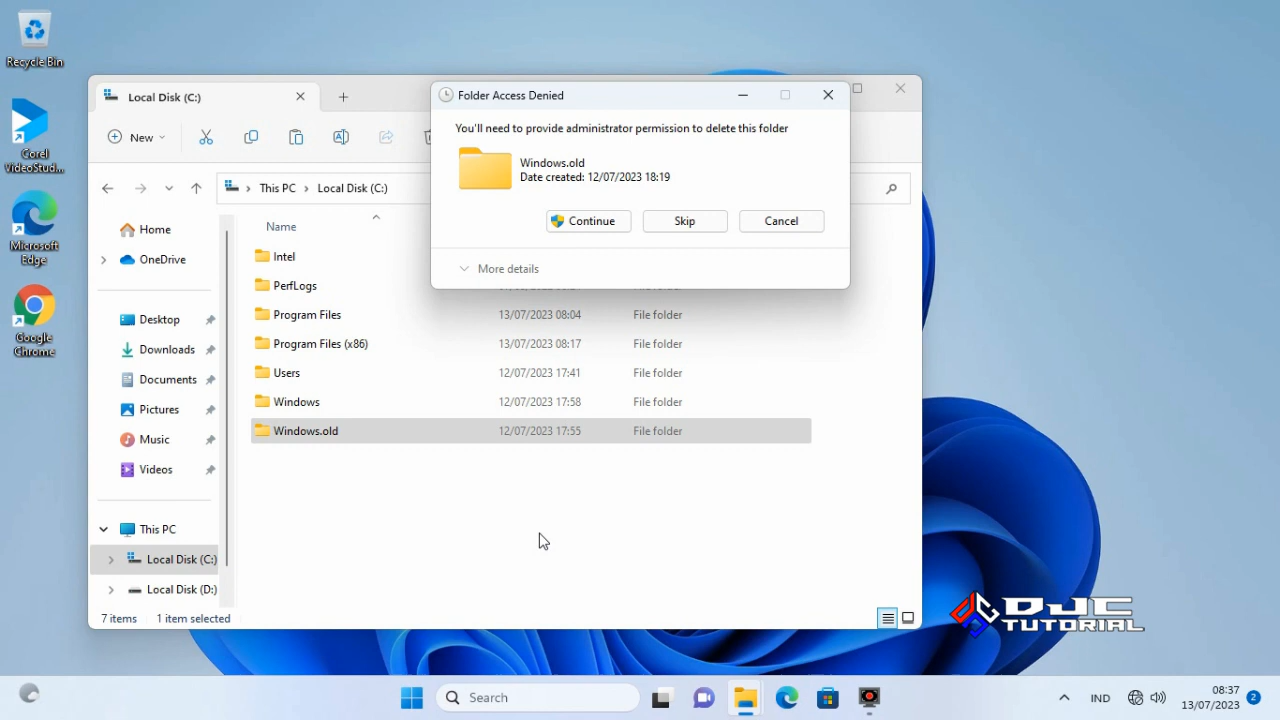 Recycle Bin
Corel
VideoStud...
Microsoft
Edge
Google
Chrome
Local Disk (C:)
New
This PC
Local Disk (C:)
Home
OneDrive
Desktop
Downloads
Documents
Pictures
Music
Videos
This PC
Local Disk (C:)
Local Disk (D:)
Name
Intel
PerfLogs
Program Files 13/07/2023 08:04 File folder
Program Files (x86) 13/07/2023 08:17 File folder
Users 12/07/2023 17:41 File folder
Windows 12/07/2023 17:58 File folder
Windows.old 12/07/2023 17:55 File folder
7 items 1 item selected
Folder Access Denied
You'll need to provide administrator permission to delete this folder
Windows.old
Date created: 12/07/2023 18:19
Continue Skip Cancel
More details
DJC
TUTORIAL
Search
IND
08:37
13/07/2023
2